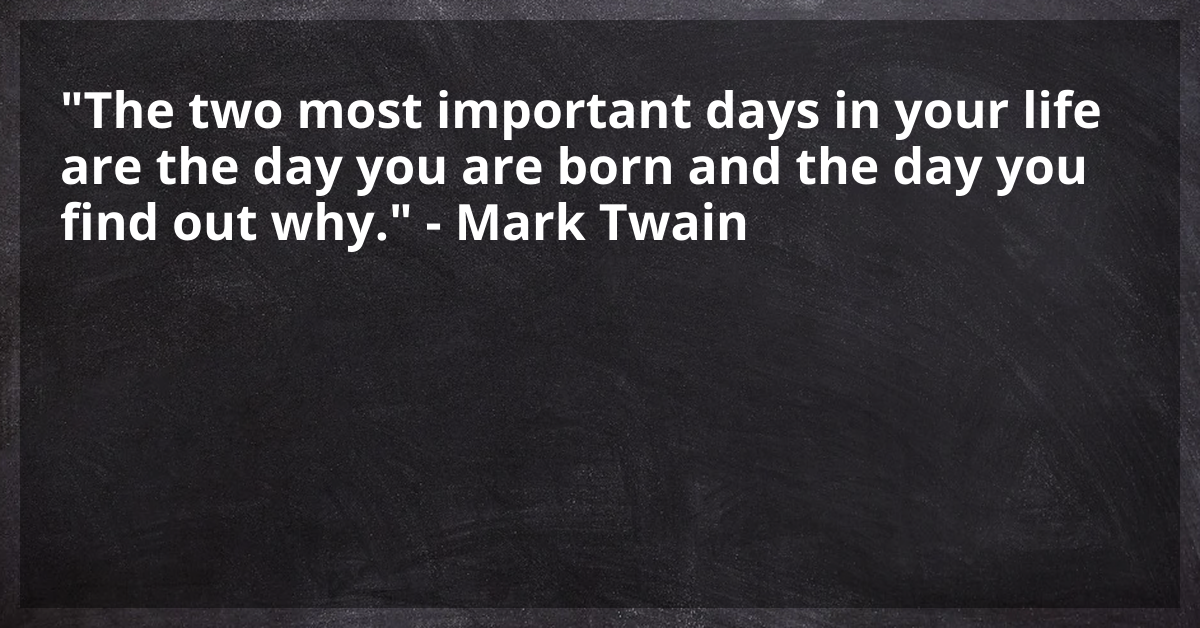 "The two most important days in your life
are the day you are born and the day you
find out why." - Mark Twain